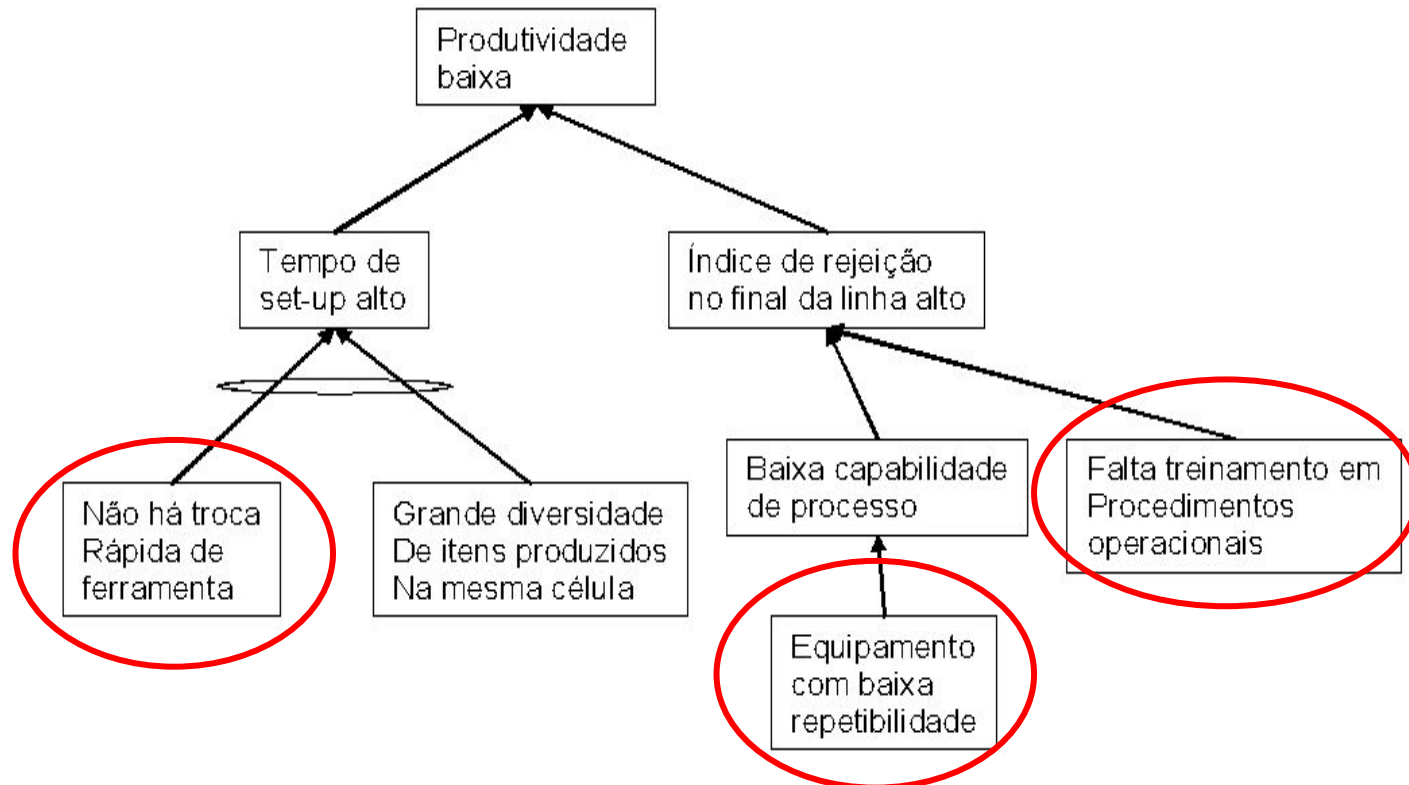 Produtividade
baixa
Tempo de
set-up alto
Índice de rejeição
no final da linha alto
Não há troca
Rápida de
ferramenta
Grande diversidade
De itens produzidos
Na mesma célula
Baixa capabilidade
de processo
Falta treinamento em
Procedimentos
operacionais
Equipamento
com baixa
repetibilidade